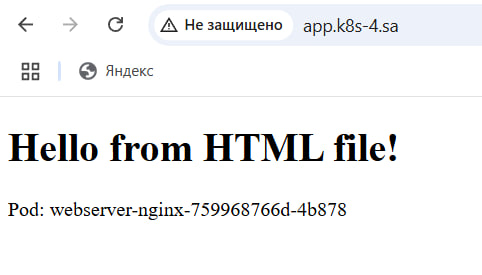 Не защищено app.k8s-4.sa
Яндекс
Hello from HTML file!
Pod: webserver-nginx-759968766d-4b878